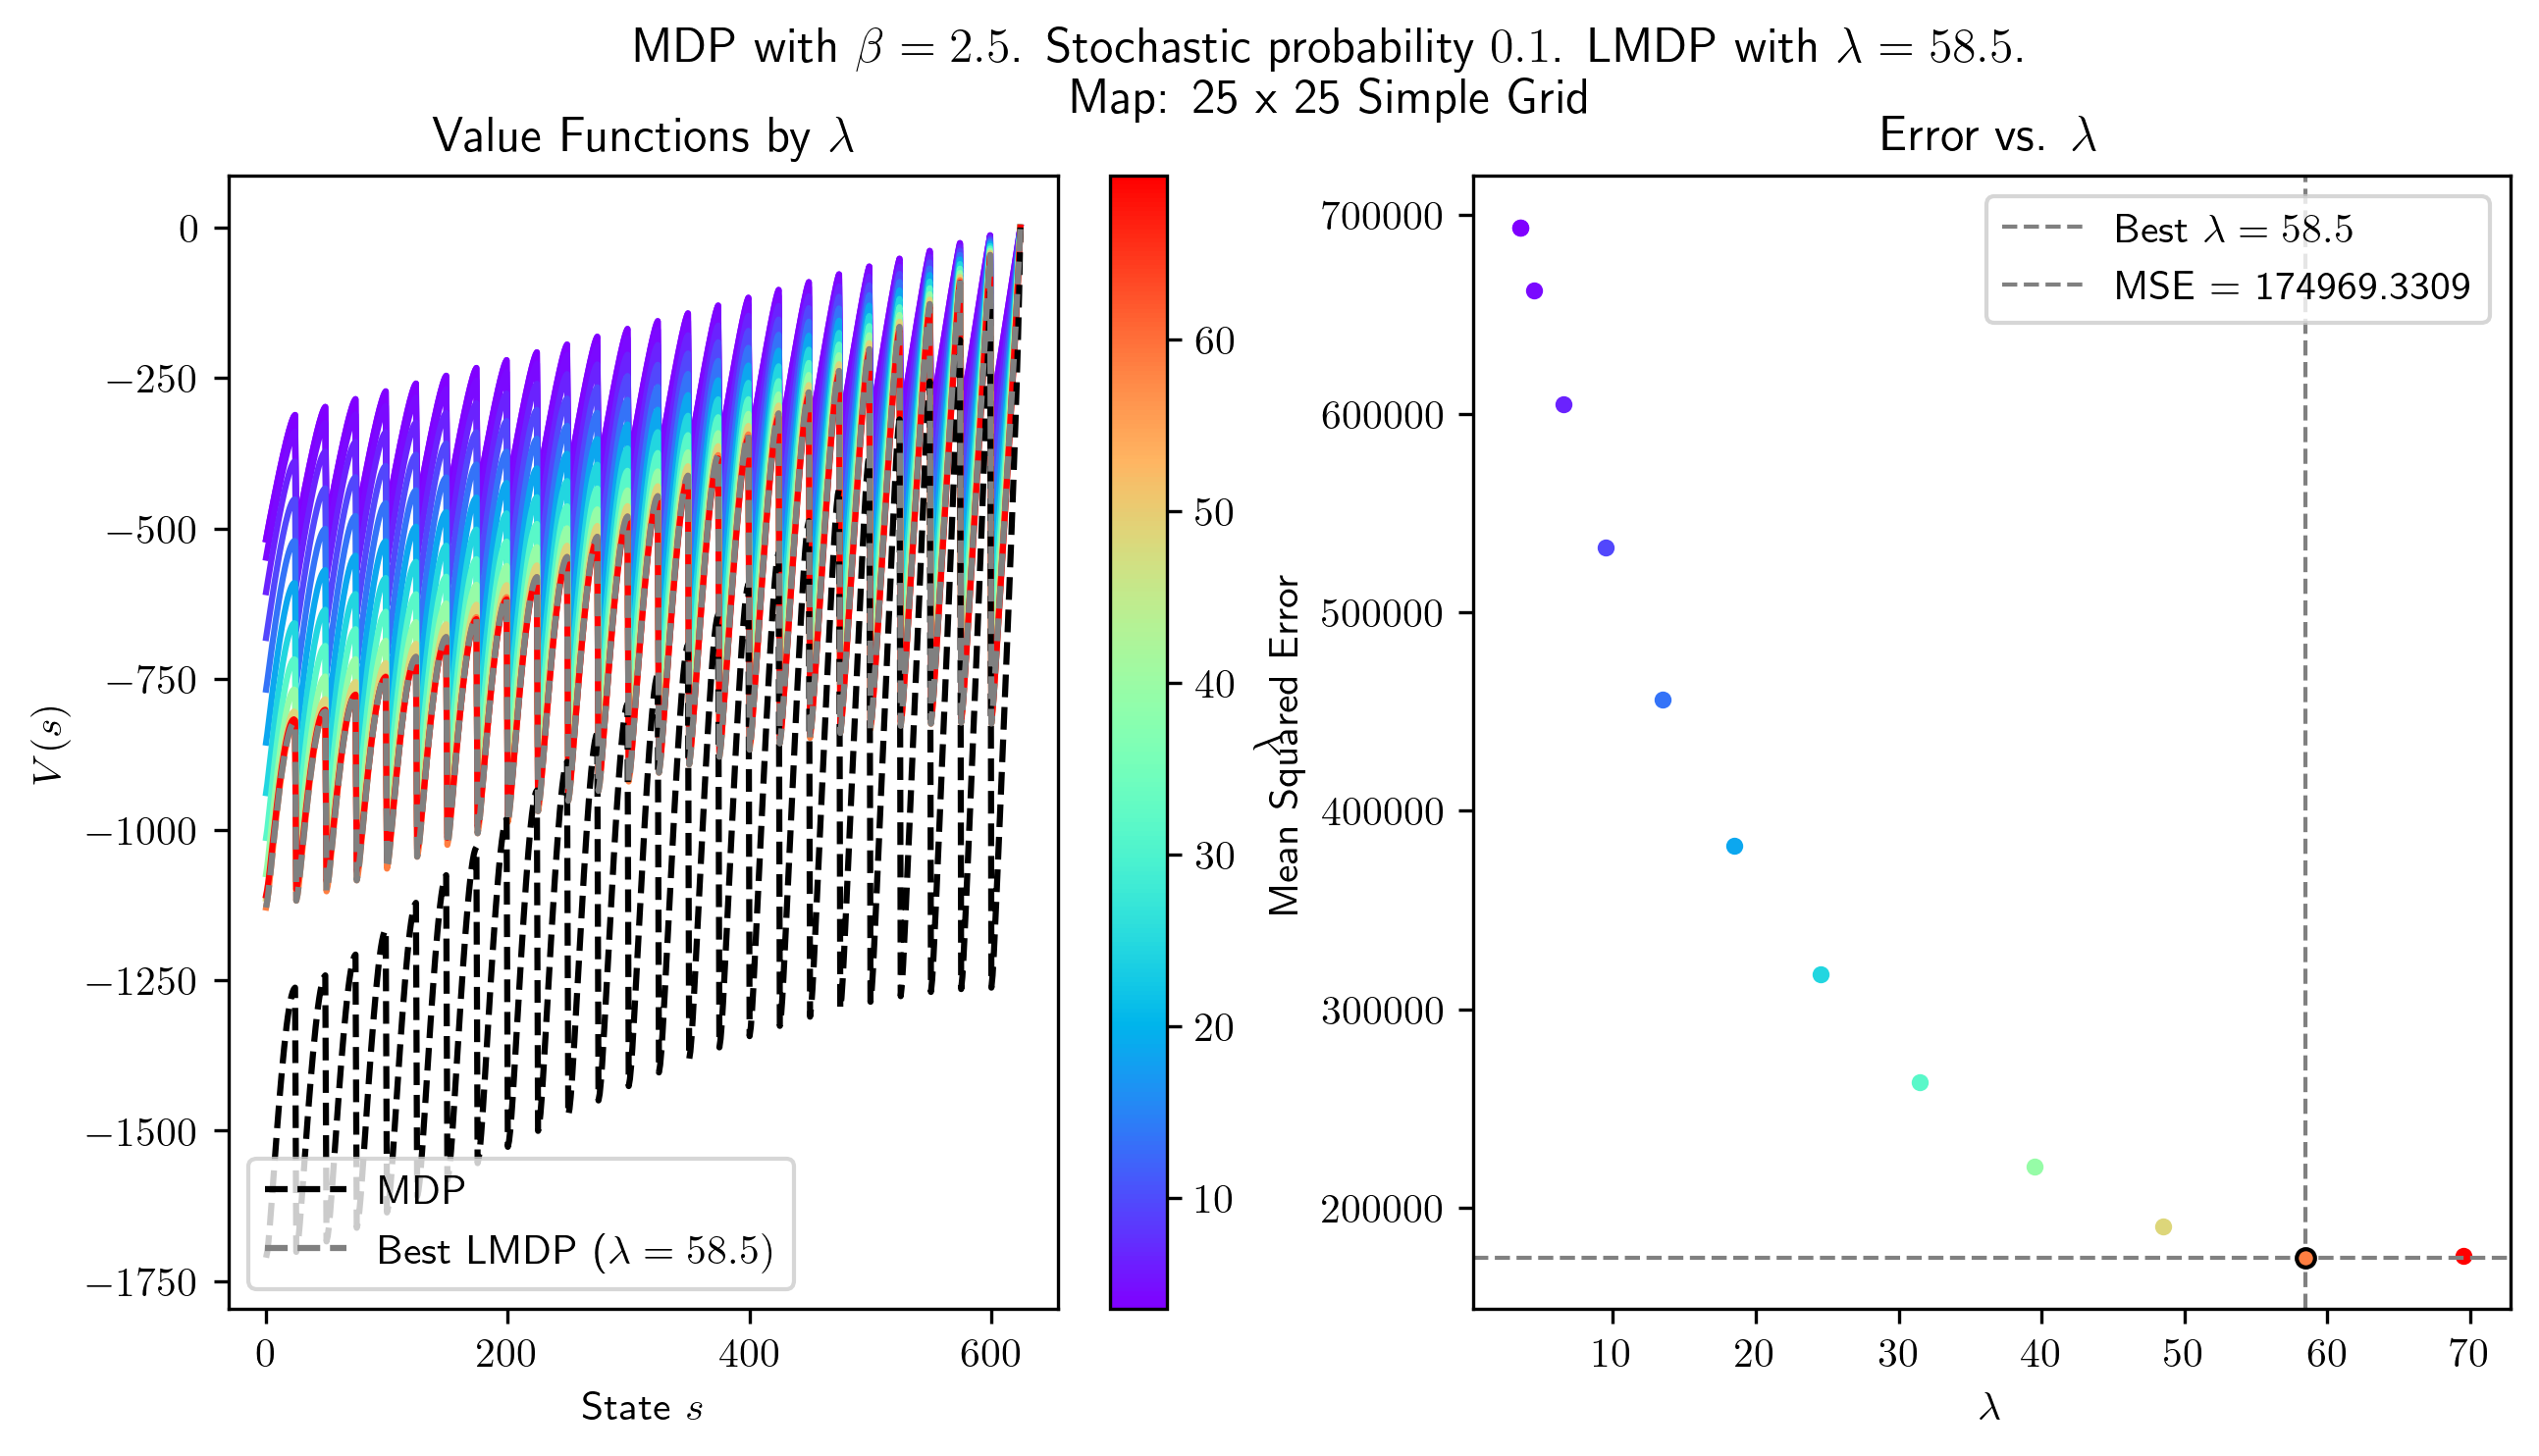 MDP with β = 2.5. Stochastic probability 0.1. LMDP with λ = 58.5.
Map: 25 x 25 Simple Grid
Value Functions by λ
0
−250
−500
−750
−1000
−1250
−1500
−1750
V(s)
MDP
Best LMDP (λ = 58.5)
0
200
400
600
State s
60
50
40
30
20
10
λ
Error vs. λ
700000
600000
500000
400000
300000
200000
Mean Squared Error
Best λ = 58.5
MSE = 174969.3309
10
20
30
40
50
60
70
λ